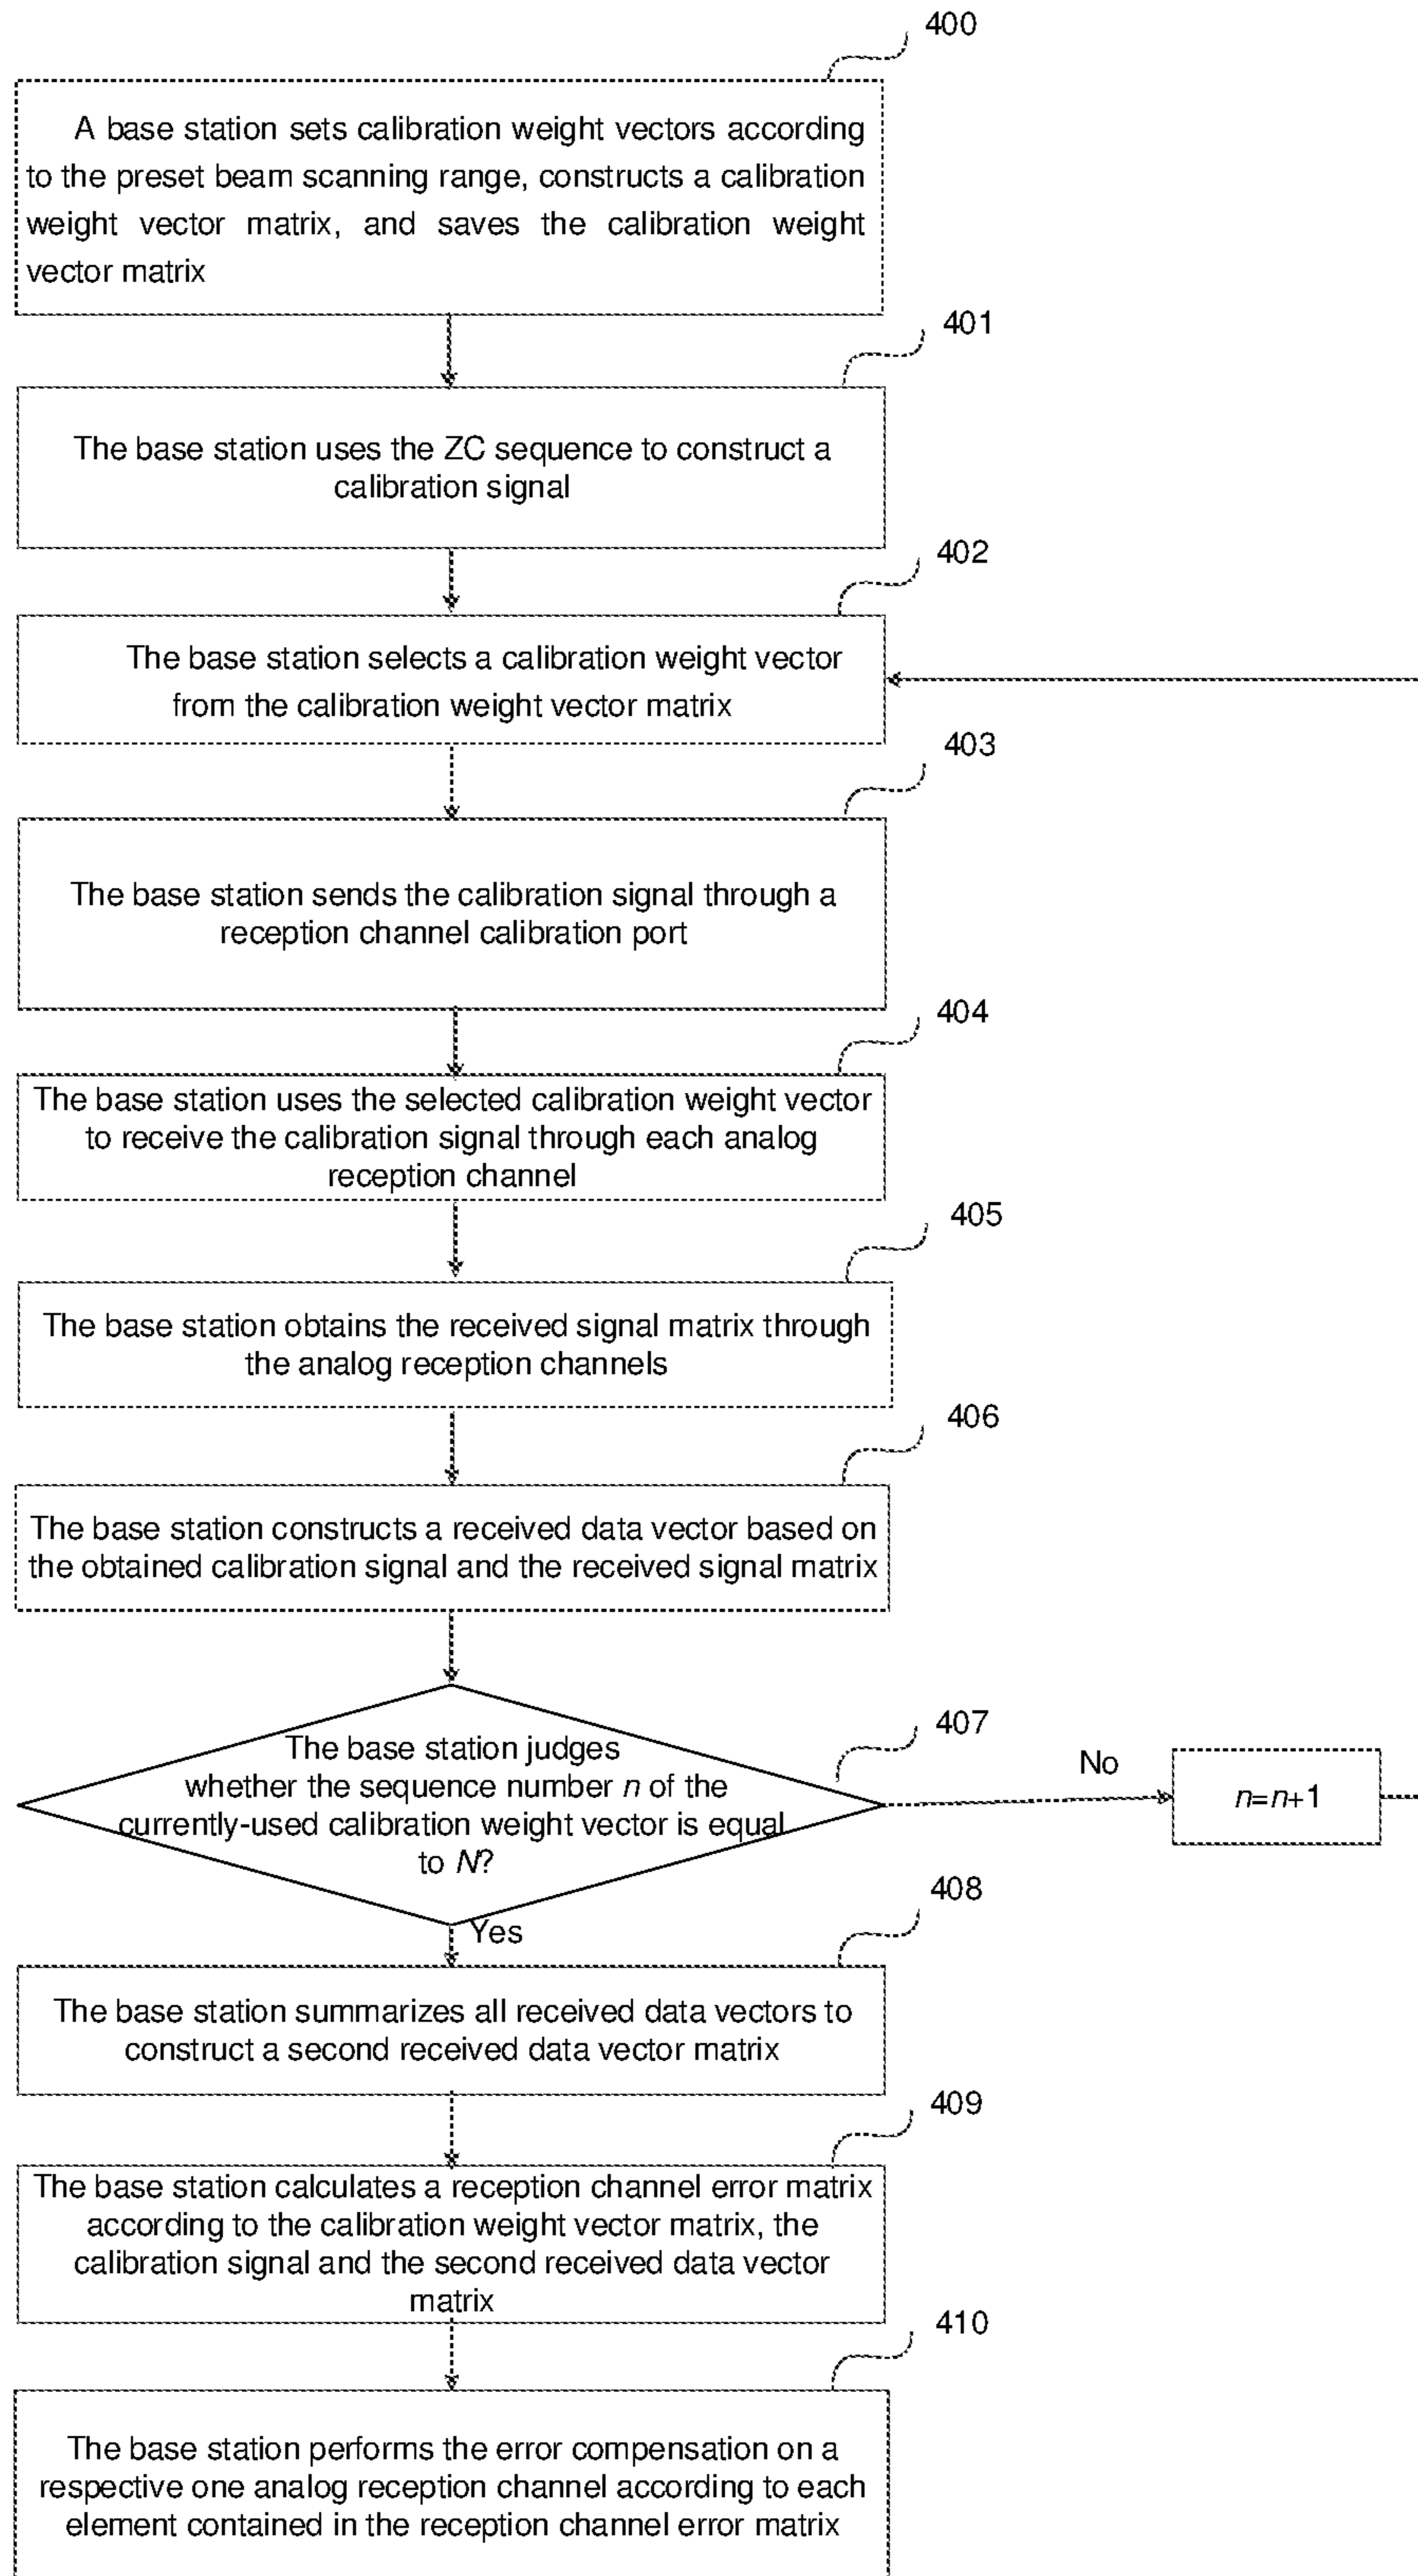 400
A base station sets calibration weight vectors according
to the preset beam scanning range, constructs a calibration
weight vector matrix, and saves the calibration weight
vector matrix
401
The base station uses the ZC sequence to construct a
calibration signal
402
The base station selects a calibration weight vector
from the calibration weight vector matrix
403
The base station sends the calibration signal through a
reception channel calibration port
404
The base station uses the selected calibration weight vector
to receive the calibration signal through each analog
reception channel
405
The base station obtains the received signal matrix through
the analog reception channels
406
The base station constructs a received data vector based on
the obtained calibration signal and the received signal matrix
407
The base station judges
whether the sequence number n of the
currently-used calibration weight vector is equal
to N?
No
n=n+1
Yes
408
The base station summarizes all received data vectors to
construct a second received data vector matrix
409
The base station calculates a reception channel error matrix
according to the calibration weight vector matrix, the
calibration signal and the second received data vector
matrix
410
The base station performs the error compensation on a
respective one analog reception channel according to each
element contained in the reception channel error matrix